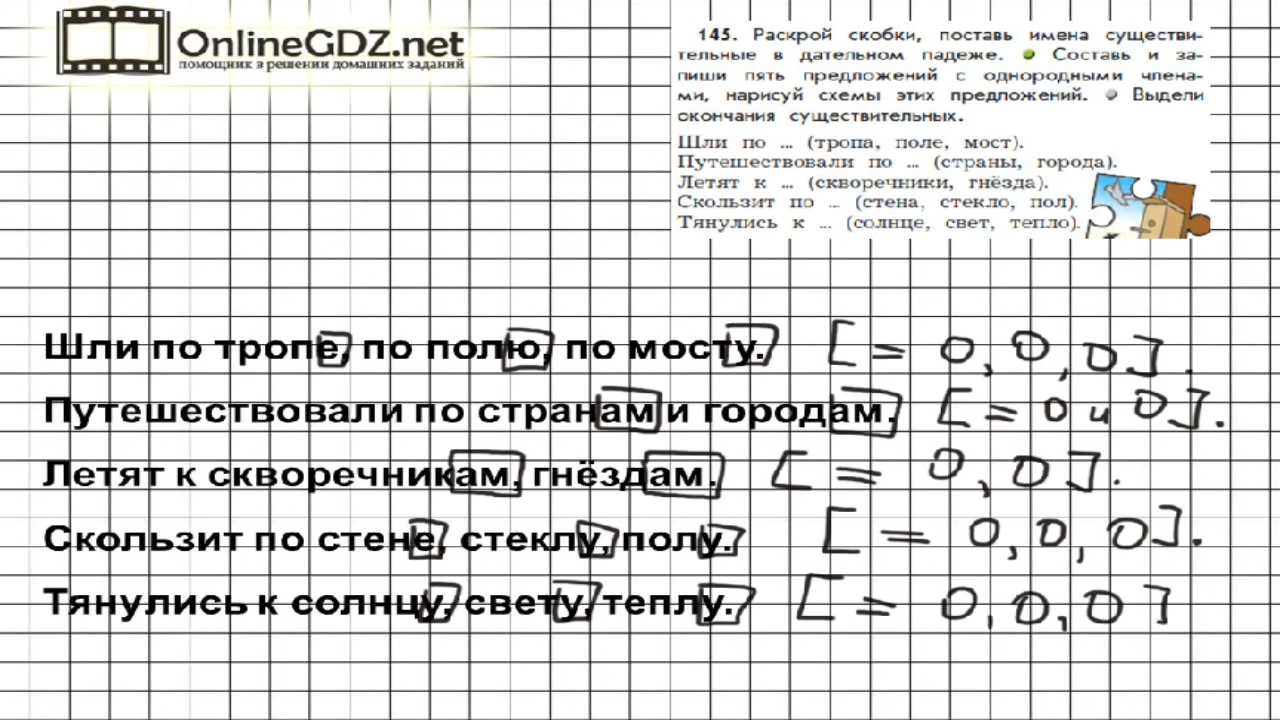 OnlineGDZ.net
помощник в решении домашних заданий
145. Раскрой скобки, поставь имена существи-
тельные в дательном падеже. Составь и за-
пиши пять предложений с однородными члена-
ми, нарисуй схемы этих предложений. Выдели
окончания существительных.
Шли по ... (тропа, поле, мост).
Путешествовали по ... (страны, города).
Летят к ... (скворечники, гнёзда).
Скользит по ... (стена, стекло, пол).
Тянулись к ... (солнце, свет, тепло).
Шли по тропе, по полю, по мосту. [ = O, O, O ].
Путешествовали по странам и городам. [ = O и O ].
Летят к скворечникам, гнёздам. [ = O, O ].
Скользит по стене, стеклу, полу. [ = O, O, O ].
Тянулись к солнцу, свету, теплу. [ = O, O, O ]